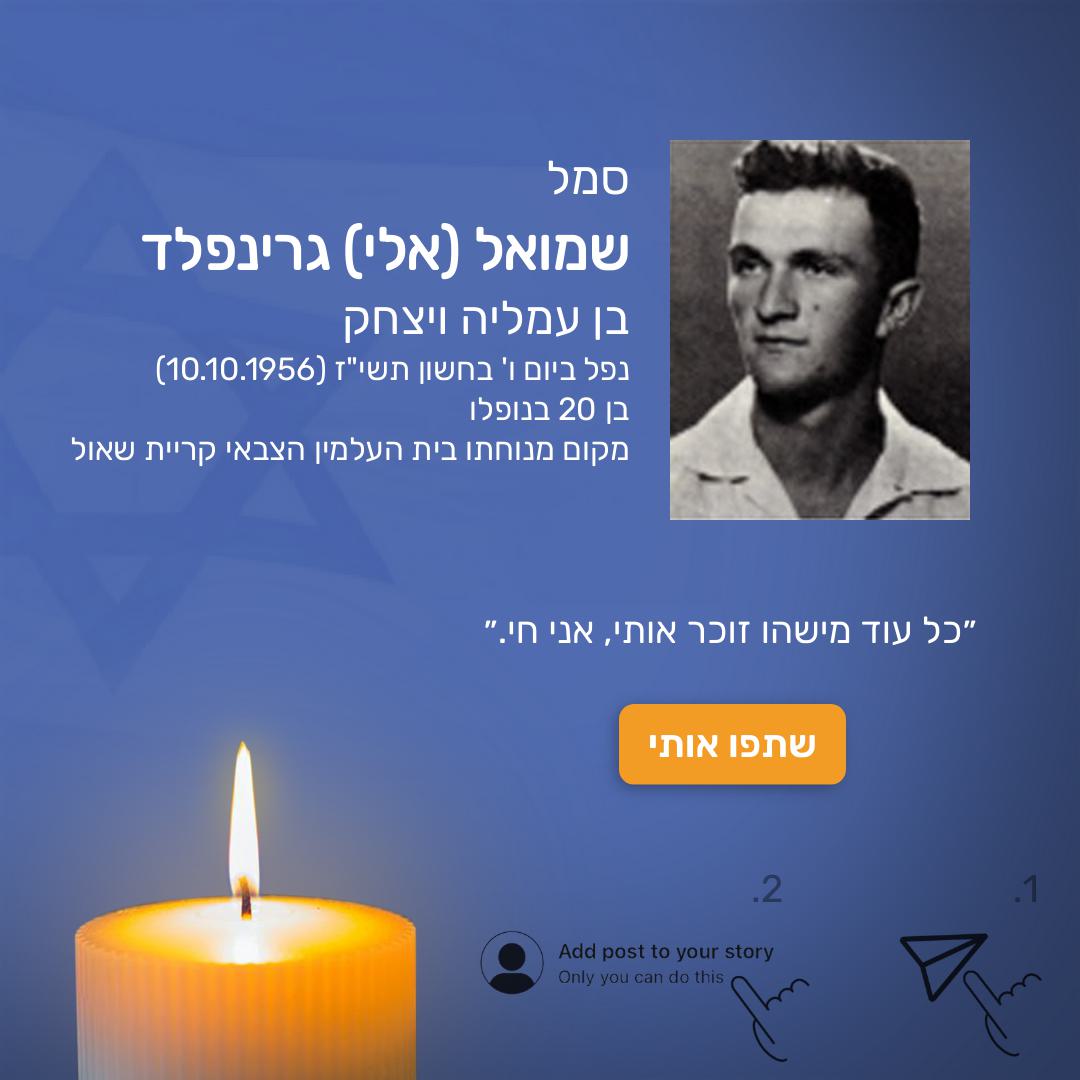 סמל
שמואל (אלי) גרינפלד
בן עמליה ויצחק
נפל ביום ו' בחשון תשי"ז (10.10.1956)
בן 20 בנופלו
מקום מנוחתו בית העלמין הצבאי קריית שאול
״כל עוד מישהו זוכר אותי, אני חי.״
שתפו אותי
.1
.2
Add post to your story
Only you can do this